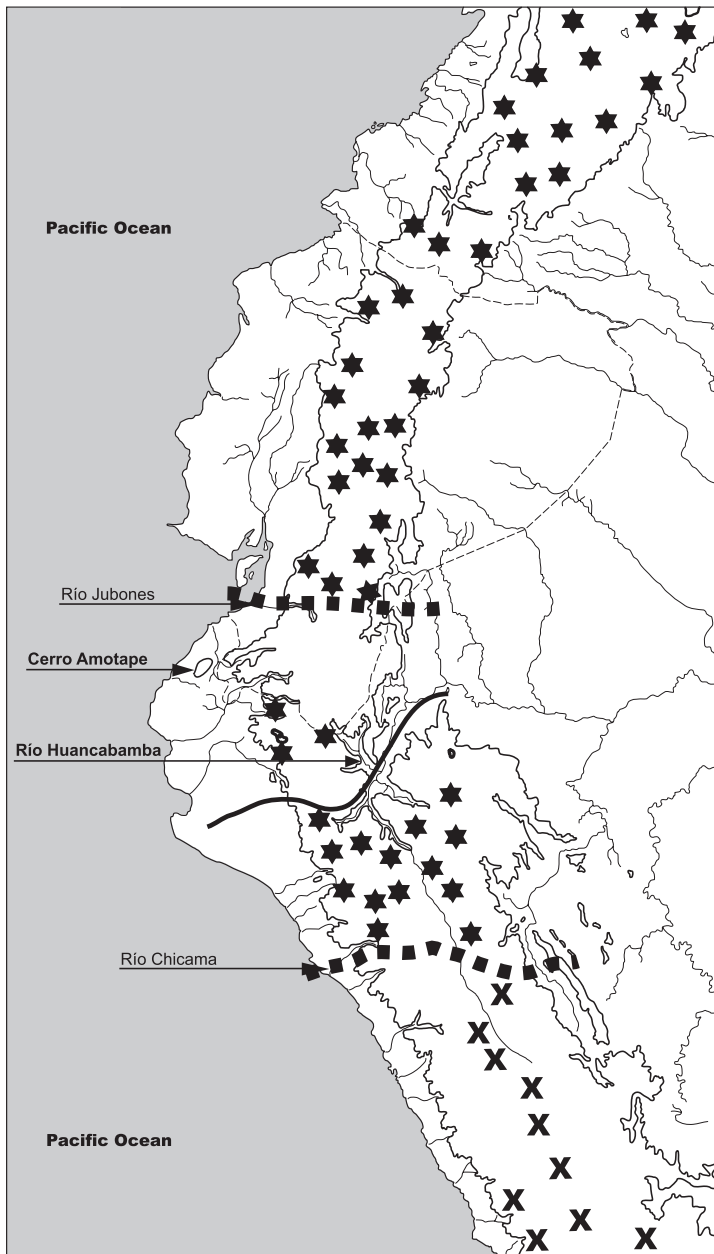 Pacific Ocean
Río Jubones
Cerro Amotape
Río Huancabamba
Río Chicama
X
X
X
X
X
X
X
X
X
X
Pacific Ocean